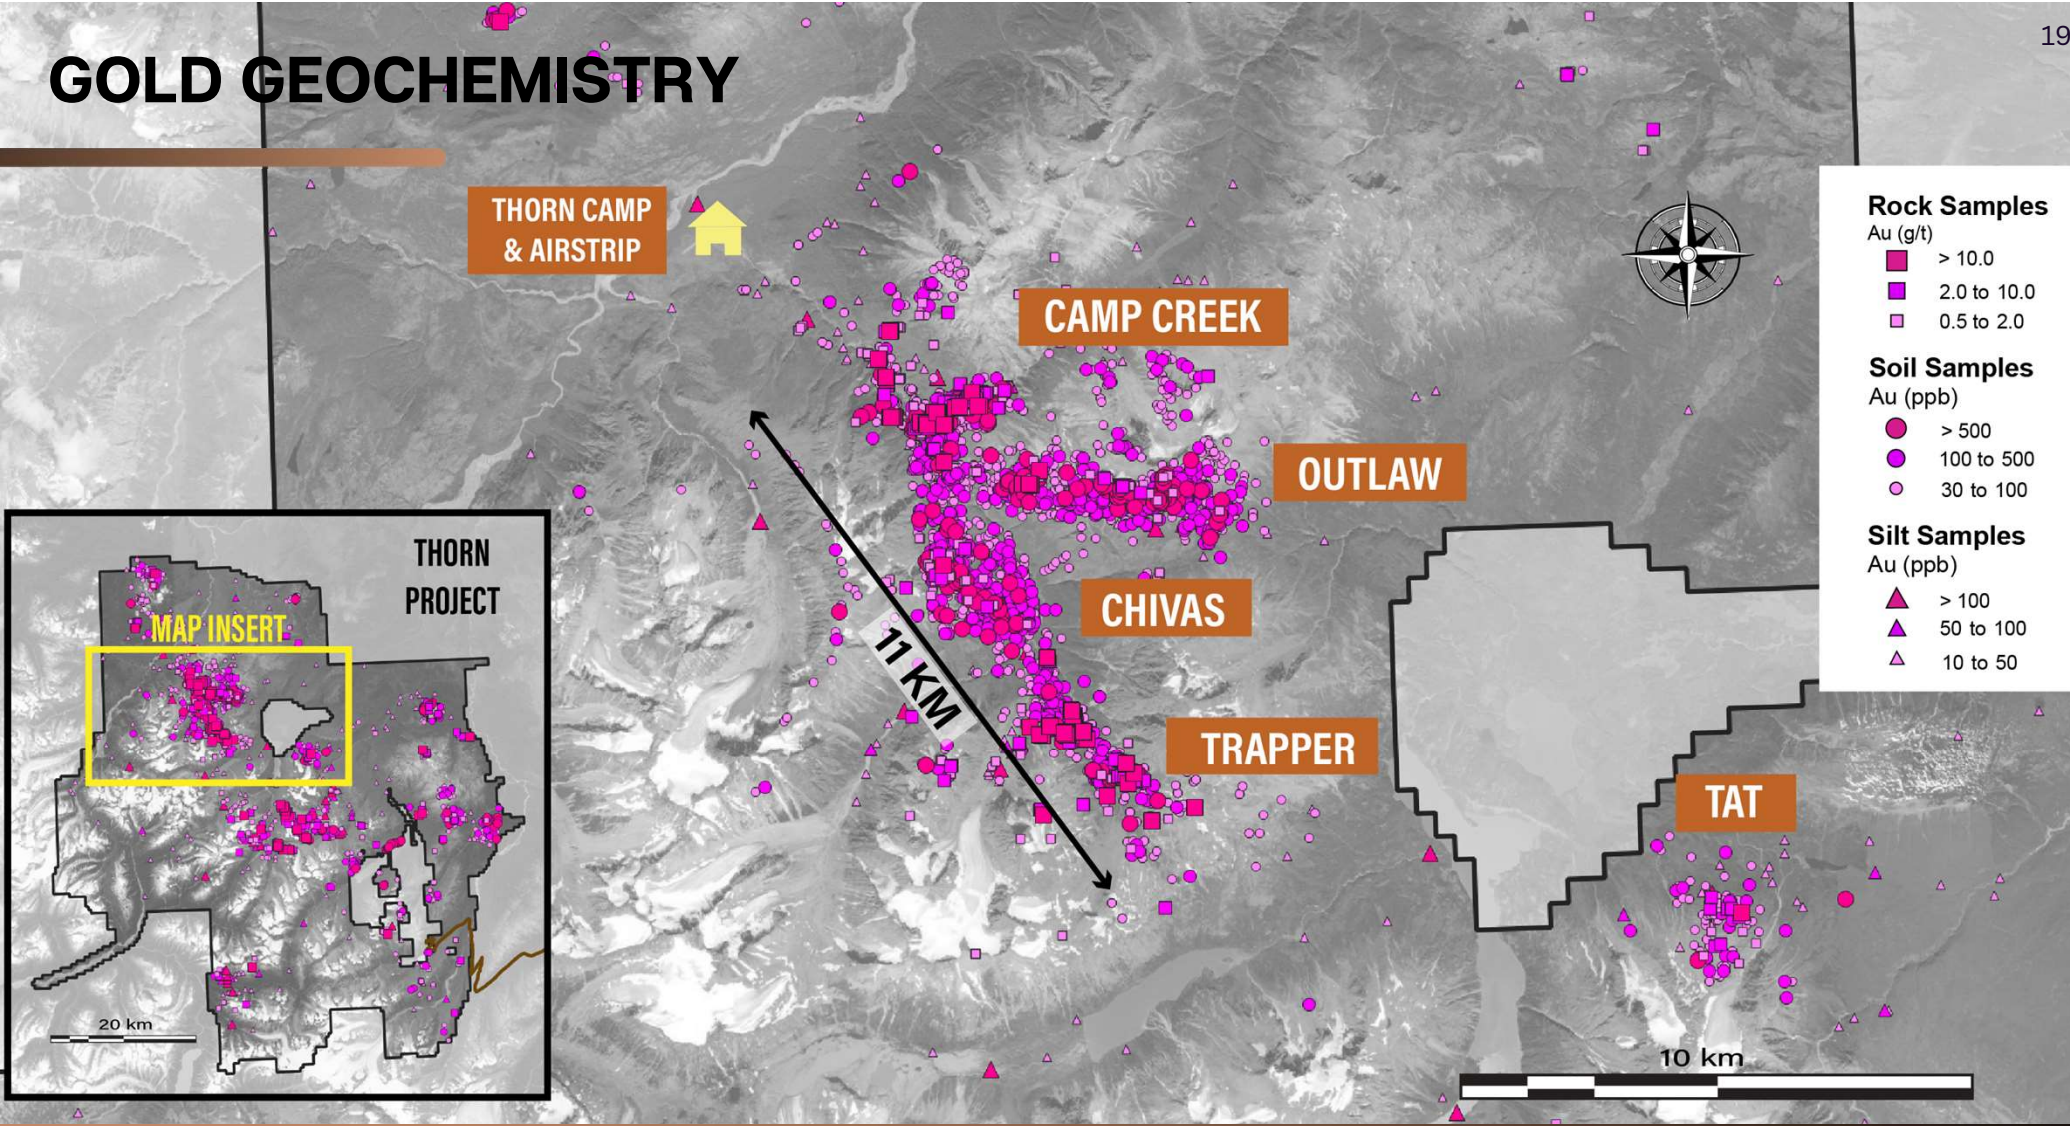 19
GOLD GEOCHEMISTRY
THORN CAMP
& AIRSTRIP
CAMP CREEK
OUTLAW
CHIVAS
11 KM
TRAPPER
TAT
Rock Samples
Au (g/t)
> 10.0
2.0 to 10.0
0.5 to 2.0
Soil Samples
Au (ppb)
> 500
100 to 500
30 to 100
Silt Samples
Au (ppb)
> 100
50 to 100
10 to 50
THORN
PROJECT
MAP INSERT
20 km
10 km